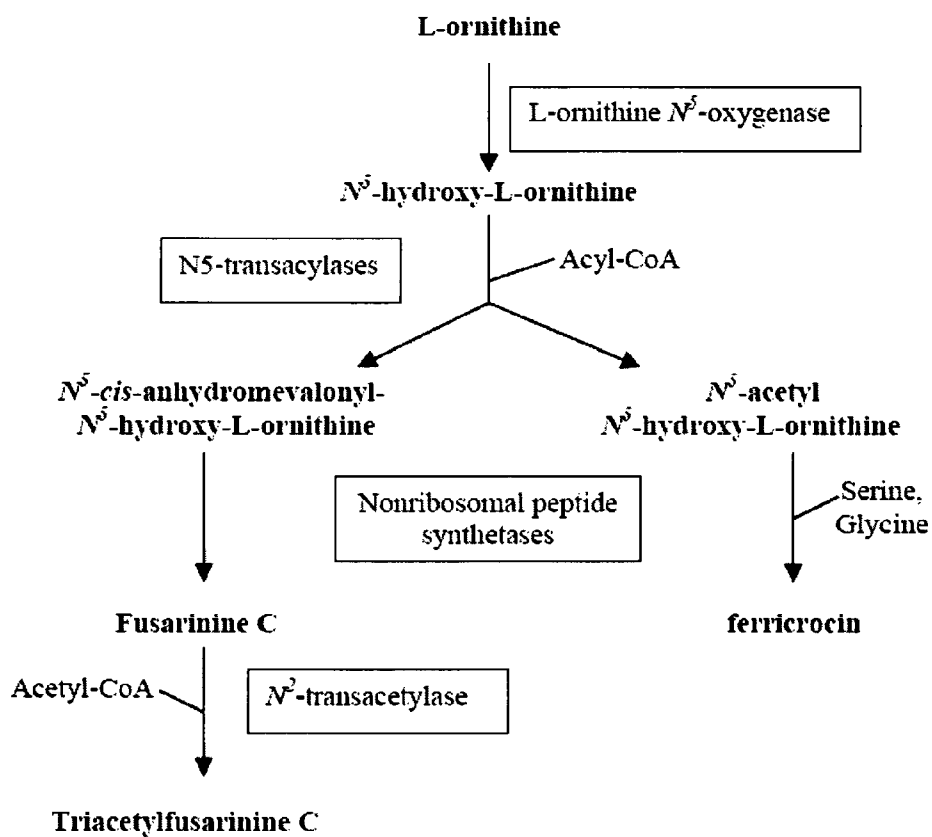 L-ornithine
L-ornithine N⁵-oxygenase
N⁵-hydroxy-L-ornithine
N5-transacylases
Acyl-CoA
N⁵-cis-anhydromevalonyl-
N⁵-hydroxy-L-ornithine
N⁵-acetyl
N⁵-hydroxy-L-ornithine
Nonribosomal peptide
synthetases
Serine,
Glycine
Fusarinine C
ferricrocin
Acetyl-CoA
N²-transacetylase
Triacetylfusarinine C